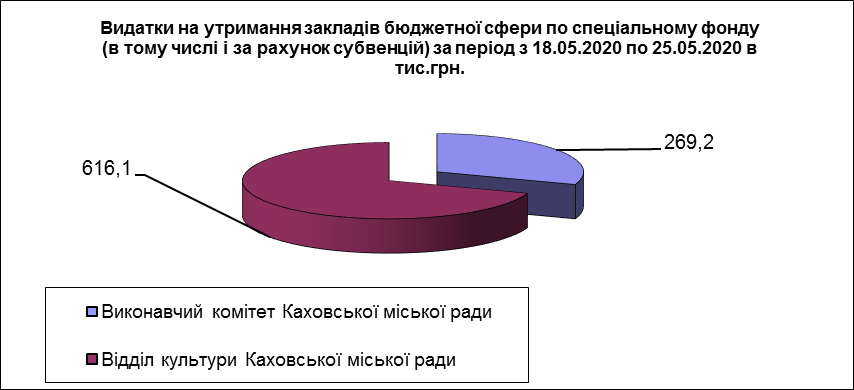 Видатки на утримання закладів бюджетної сфери по спеціальному фонду
(в тому числі і за рахунок субвенцій) за період з 18.05.2020 по 25.05.2020 в
тис.грн.
269,2
616,1
Виконавчий комітет Каховської міської ради
Відділ культури Каховської міської ради